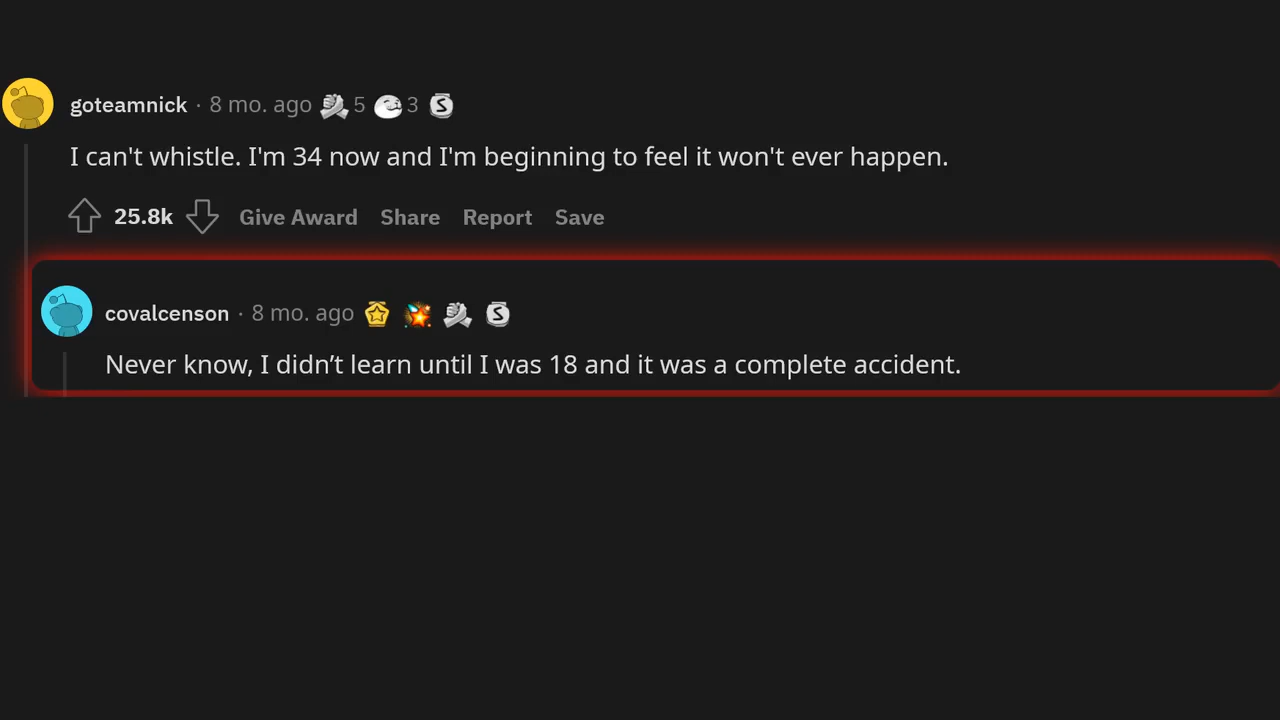 goteamnick · 8 mo. ago 5 3 S
I can't whistle. I'm 34 now and I'm beginning to feel it won't ever happen.
25.8k Give Award Share Report Save
covalcenson · 8 mo. ago S
Never know, I didn’t learn until I was 18 and it was a complete accident.